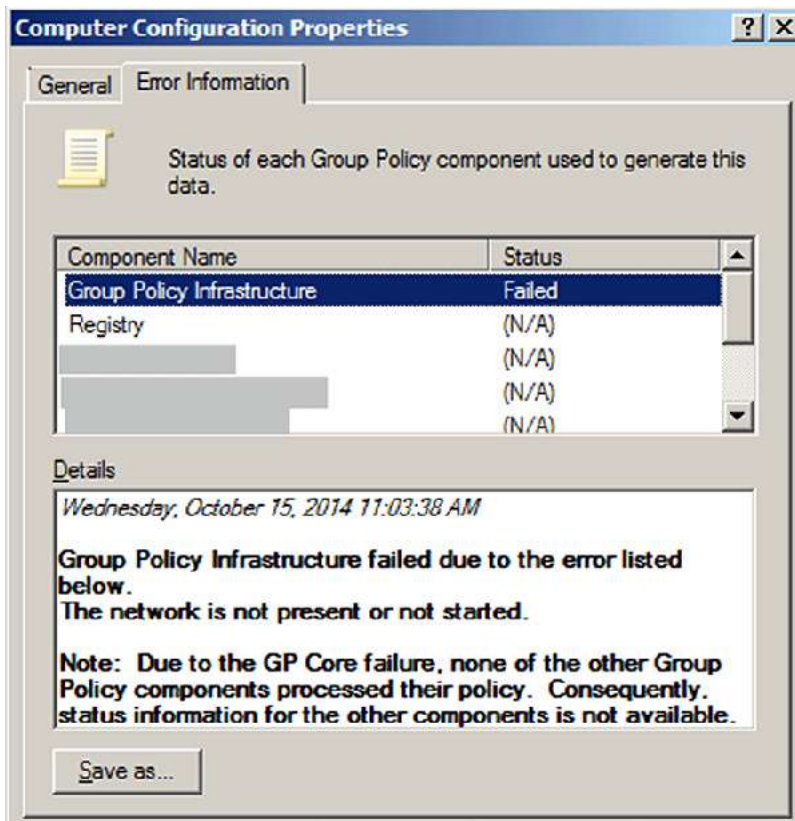 Computer Configuration Properties
General Error Information
Status of each Group Policy component used to generate this
data.
Component Name Status
Group Policy Infrastructure Failed
Registry (N/A)
(N/A)
(N/A)
(N/A)
Details
Wednesday, October 15, 2014 11:03:38 AM
Group Policy Infrastructure failed due to the error listed
below.
The network is not present or not started.
Note: Due to the GP Core failure, none of the other Group
Policy components processed their policy. Consequently,
status information for the other components is not available.
Save as...